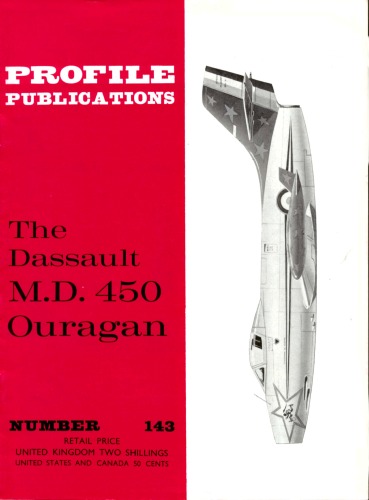 PROFILE
PUBLICATIONS
The
Dassault
M.D. 450
Ouragan
NUMBER 143
RETAIL PRICE
UNITED KINGDOM TWO SHILLINGS
UNITED STATES AND CANADA 50 CENTS